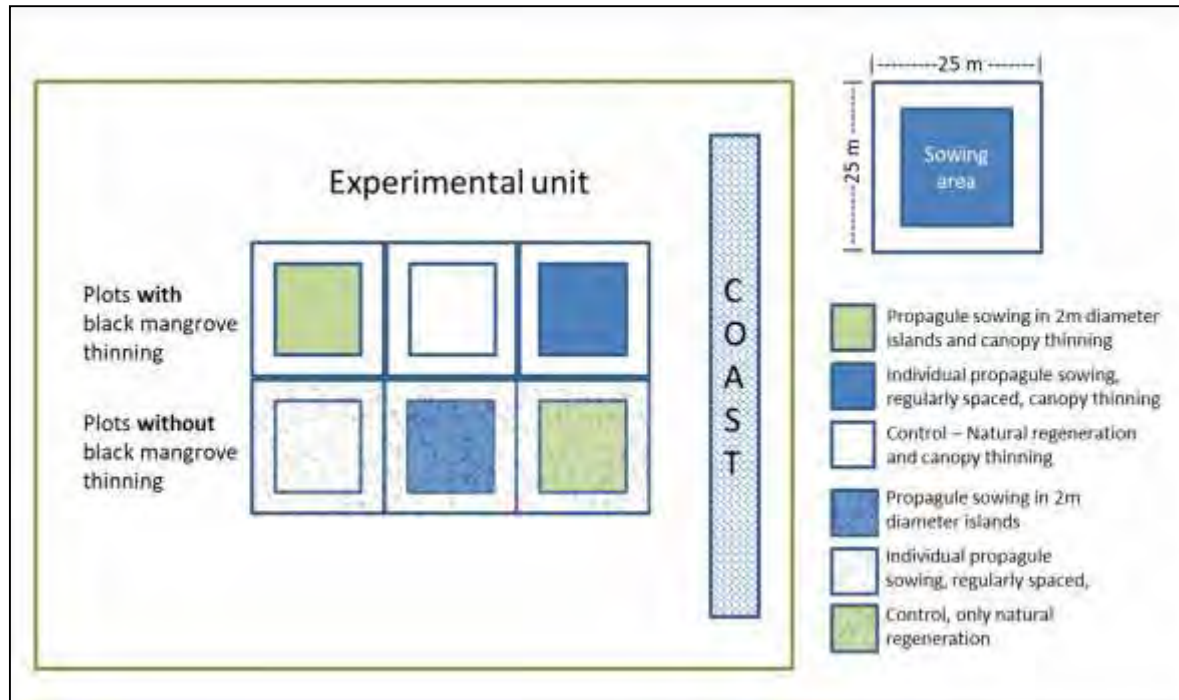 Experimental unit
Plots with
black mangrove
thinning
Plots without
black mangrove
thinning
C
O
A
S
T
|---------25 m -------|
|-------25 m-------|
Sowing
area
Propagule sowing in 2m diameter
islands and canopy thinning
Individual propagule sowing,
regularly spaced, canopy thinning
Control – Natural regeneration
and canopy thinning
Propagule sowing in 2m
diameter islands
Individual propagule
sowing, regularly spaced,
Control, only natural
regeneration